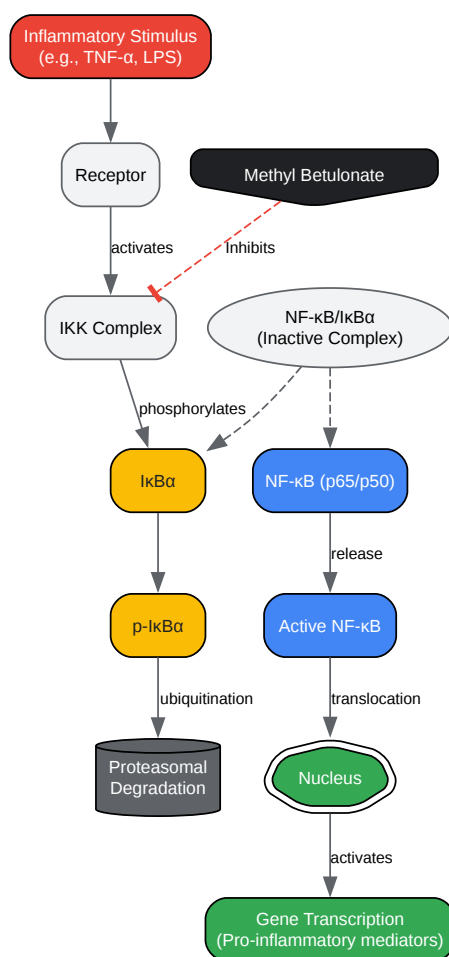 Inflammatory Stimulus
(e.g., TNF-α, LPS)
Receptor
Methyl Betulonate
activates
Inhibits
IKK Complex
NF-κB/IκBα
(Inactive Complex)
phosphorylates
IκBα
NF-κB (p65/p50)
release
p-IκBα
Active NF-κB
ubiquitination
translocation
Proteasomal
Degradation
Nucleus
activates
Gene Transcription
(Pro-inflammatory mediators)